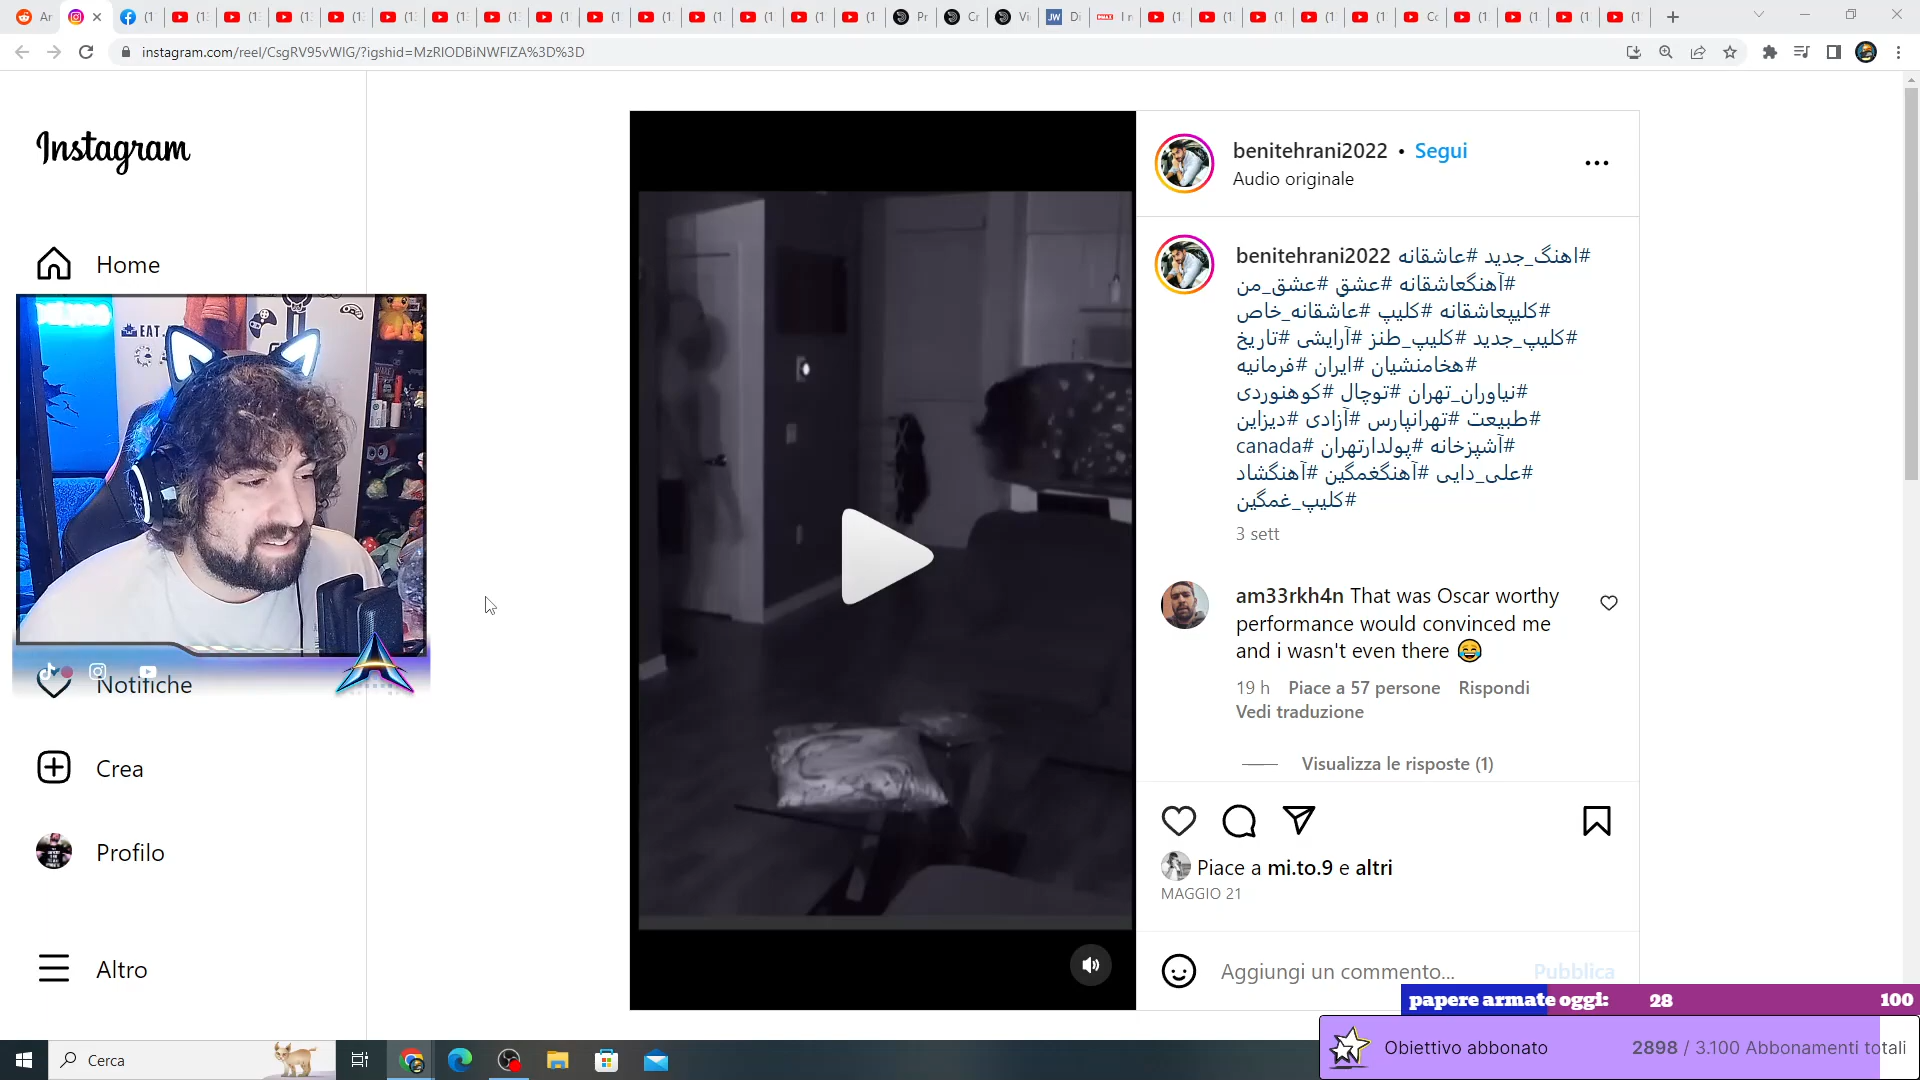 instagram.com/reel/CsgRV95vWIG/?igshid=MzRlODBiNWFlZA%3D%3D
Instagram
Home
EAT.
Notifiche
Crea
Profilo
Altro
benitehrani2022 • Segui
Audio originale
benitehrani2022 #اهنگ_جدید #عاشقانه
#آهنگعاشقانه #عشق #عشق_من
#کلیپعاشقانه #کلیپ #عاشقانه_خاص
#کلیپ_جدید #کلیپ_طنز #آرایشی #تاریخ
#هخامنشیان #ایران #فرمانیه
#نیاوران_تهران #توچال #کوهنوردی
#طبیعت #تهرانپارس #آزادی #دیزاین
#آشپزخانه #پولدارتهران #canada
#علی_دایی #آهنگغمگین #آهنگشاد
#کلیپ_غمگین
3 sett
am33rkh4n That was Oscar worthy
performance would convinced me
and i wasn't even there 😂
19 h Piace a 57 persone Rispondi
Vedi traduzione
Visualizza le risposte (1)
Piace a mi.to.9 e altri
MAGGIO 21
Aggiungi un commento... Pubblica
papere armate oggi: 28 100
Obiettivo abbonato 2898 / 3.100 Abbonamenti totali
Cerca